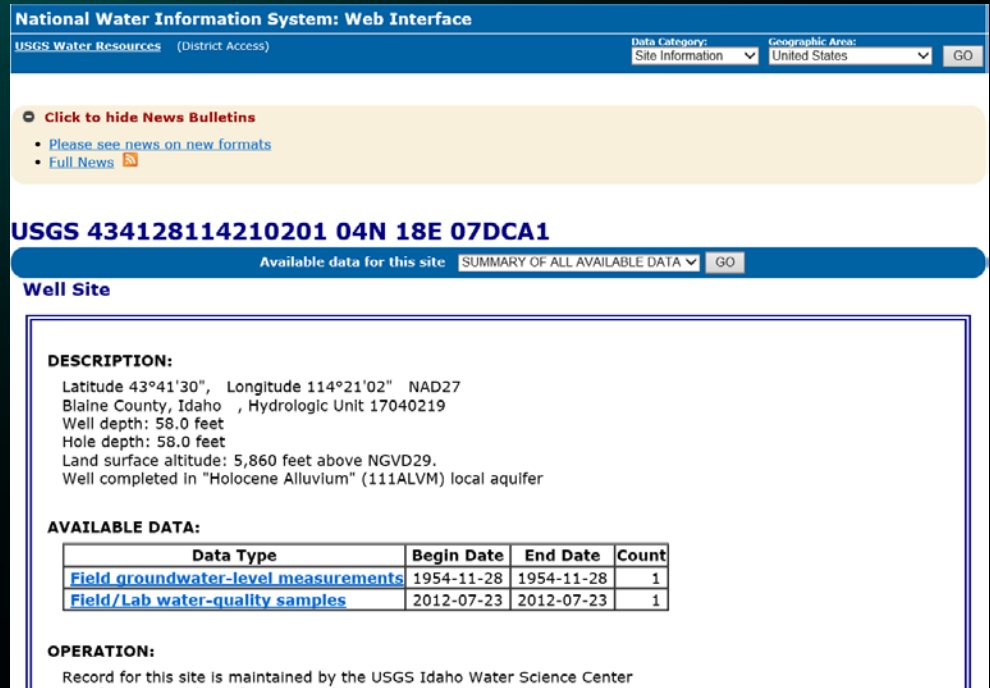 National Water Information System: Web Interface
USGS Water Resources (District Access)
Data Category:
Site Information
Geographic Area:
United States
GO
Click to hide News Bulletins
Please see news on new formats
Full News
USGS 434128114210201 04N 18E 07DCA1
Available data for this site SUMMARY OF ALL AVAILABLE DATA GO
Well Site
DESCRIPTION:
Latitude 43°41'30", Longitude 114°21'02" NAD27
Blaine County, Idaho , Hydrologic Unit 17040219
Well depth: 58.0 feet
Hole depth: 58.0 feet
Land surface altitude: 5,860 feet above NGVD29.
Well completed in "Holocene Alluvium" (111ALVM) local aquifer
AVAILABLE DATA:
Data Type Begin Date End Date Count
Field groundwater-level measurements 1954-11-28 1954-11-28 1
Field/Lab water-quality samples 2012-07-23 2012-07-23 1
OPERATION:
Record for this site is maintained by the USGS Idaho Water Science Center